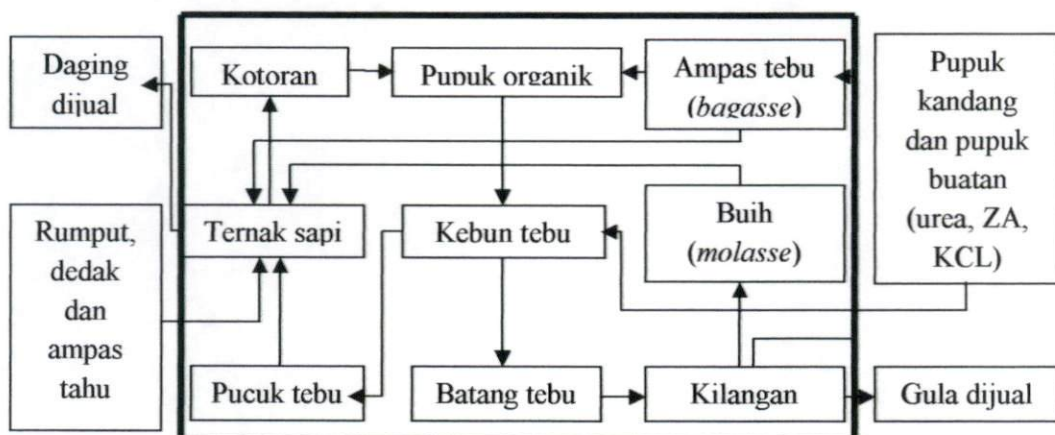 Daging
dijual
Kotoran
Pupuk organik
Ampas tebu
(bagasse)
Pupuk
kandang
dan pupuk
buatan
(urea, ZA,
KCL)
Rumput,
dedak
dan
ampas
tahu
Ternak sapi
Kebun tebu
Buih
(molasse)
Pucuk tebu
Batang tebu
Kilangan
Gula dijual